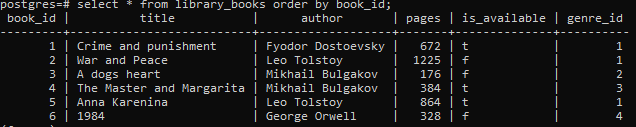 postgres=# select * from library_books order by book_id;
 book_id |        title         |      author       | pages | is_available | genre_id
---------+----------------------+-------------------+-------+--------------+----------
       1 | Crime and punishment | Fyodor Dostoevsky |   672 | t            |        1
       2 | War and Peace        | Leo Tolstoy       |  1225 | f            |        1
       3 | A dogs heart         | Mikhail Bulgakov  |   176 | f            |        2
       4 | The Master and Margarita | Mikhail Bulgakov  |   384 | t            |        3
       5 | Anna Karenina        | Leo Tolstoy       |   864 | t            |        1
       6 | 1984                 | George Orwell     |   328 | f            |        4